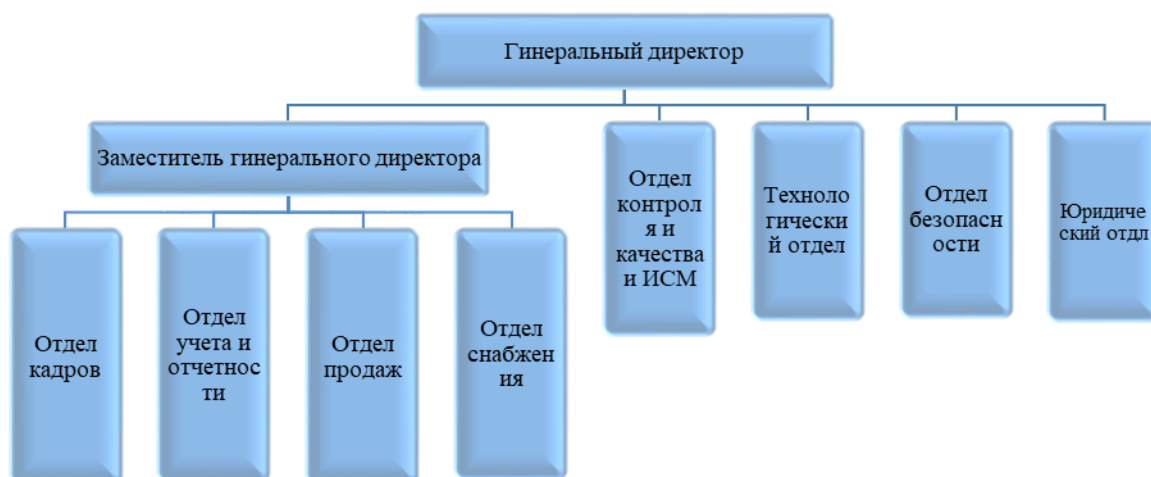 Гинеральный директор
Заместитель гинерального директора
Отдел
контрол
я и
качества
и ИСМ
Техноло
гически
й отдел
Отдел
безопасн
ости
Юридиче
ский отдл
Отдел
кадров
Отдел
учета и
отчетнос
ти
Отдел
продаж
Отдел
снабжен
ия